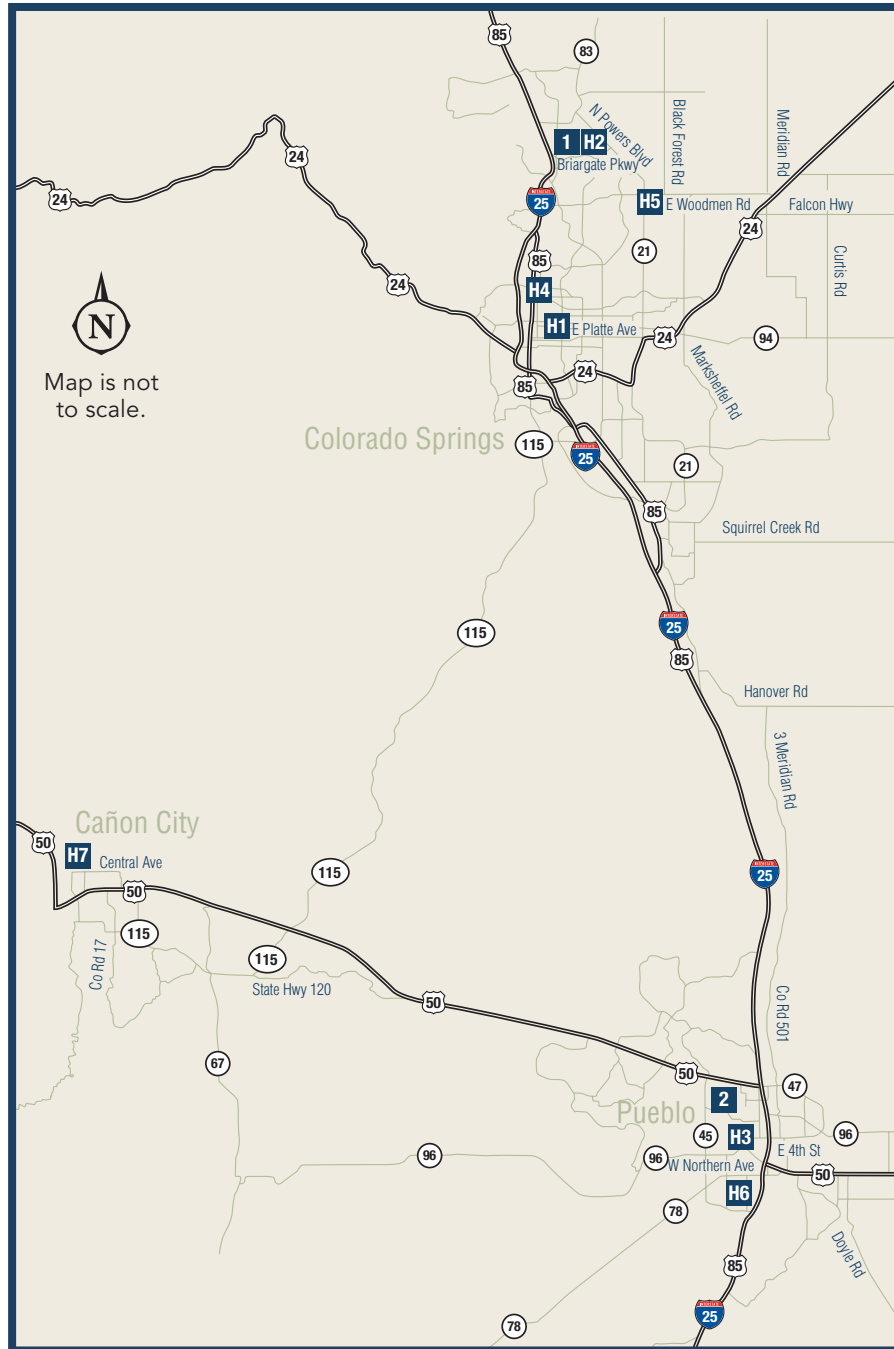 85
83
N Powers Blvd
Black Forest Rd
Meridian Rd
24
1 H2
Briargate Pkwy
24
25
H5 E Woodmen Rd
Falcon Hwy
24
21
Curtis Rd
85
24
H4
N
H1 E Platte Ave
24
94
Map is not
to scale.
Marksheffel Rd
24
85
Colorado Springs
115
25
21
85
Squirrel Creek Rd
25
115
85
Hanover Rd
3 Meridian Rd
Cañon City
50
H7 Central Ave
115
25
50
115
Co Rd 17
115
State Hwy 120
50
Co Rd 501
67
50
47
2
Pueblo
45
H3
96
E 4th St
96
96
W Northern Ave
50
H6
78
Doyle Rd
85
25
78